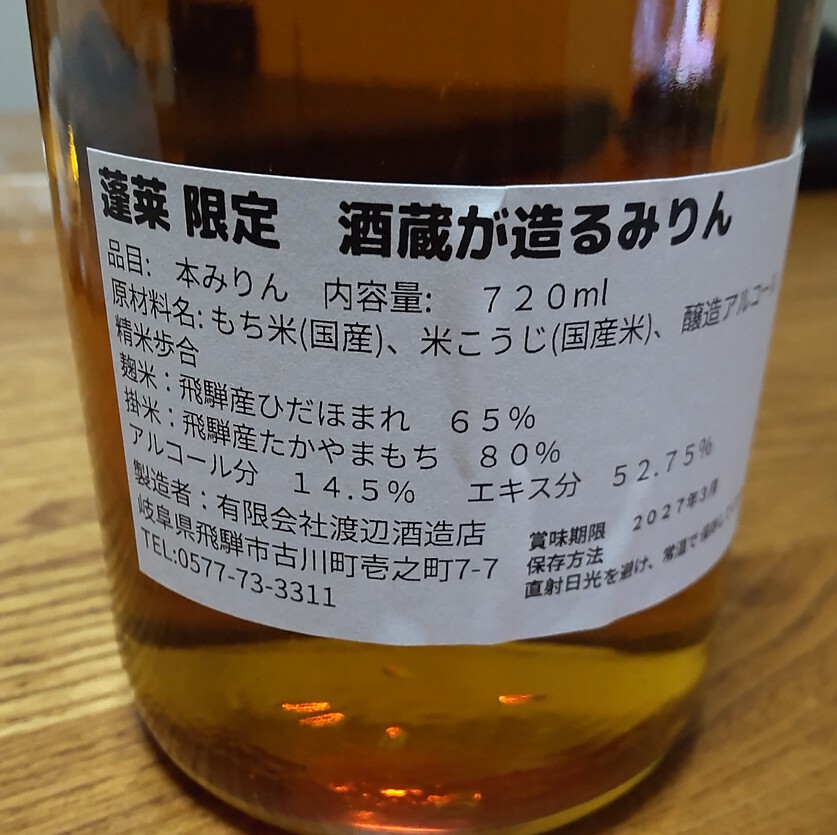 蓬莱 限定 酒蔵が造るみりん
品目: 本みりん 内容量: 720ml
原材料名: もち米(国産)、米こうじ(国産米)、醸造アルコー
精米歩合
麹米：飛騨産ひだほまれ 65%
掛米：飛騨産たかやまもち 80%
アルコール分 14.5% エキス分 52.75%
製造者：有限会社渡辺酒造店
岐阜県飛騨市古川町壱之町7-7
TEL:0577-73-3311
賞味期限 2027年3月
保存方法
直射日光を避け、常温で保存して